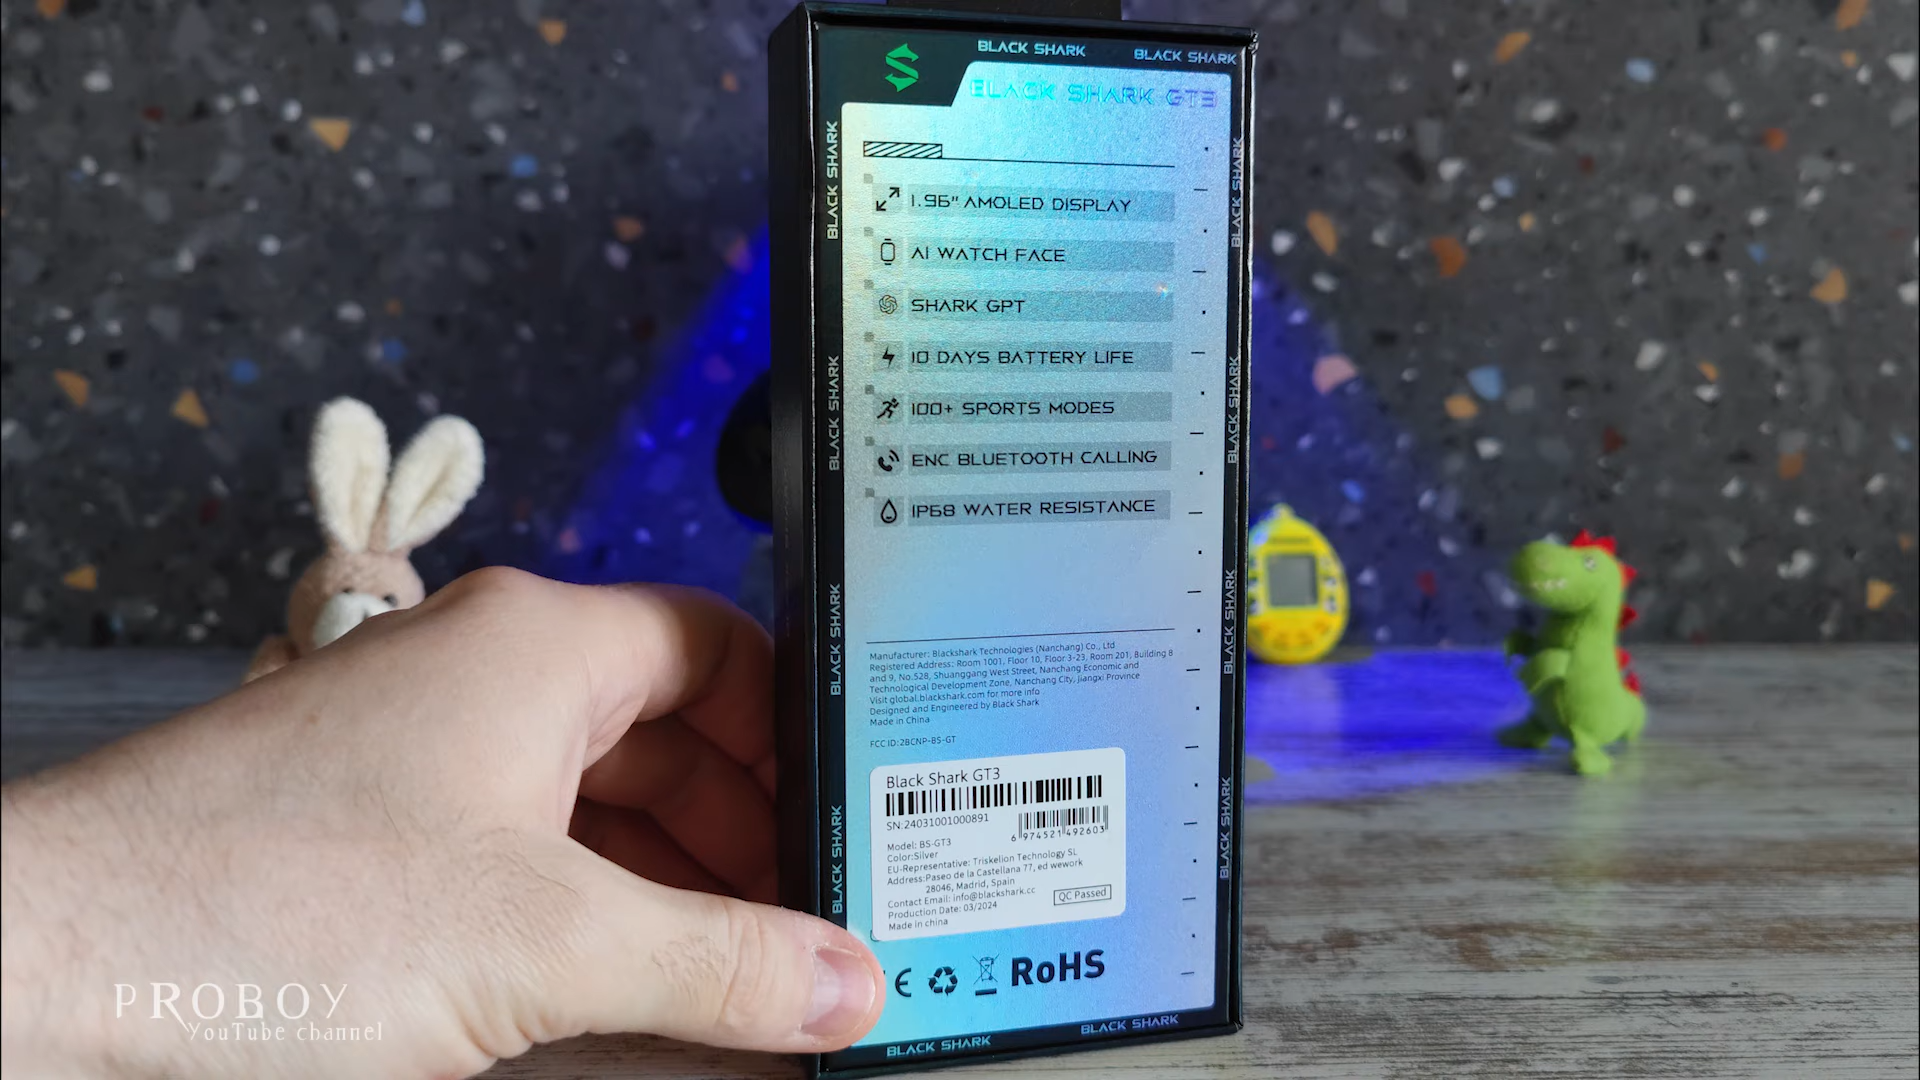 BLACK SHARK
BLACK SHARK
BLACK SHARK GT3
1.96" AMOLED DISPLAY
AI WATCH FACE
SHARK GPT
10 DAYS BATTERY LIFE
100+ SPORTS MODES
ENC BLUETOOTH CALLING
IP68 WATER RESISTANCE
BLACK SHARK
BLACK SHARK
BLACK SHARK
BLACK SHARK
BLACK SHARK
BLACK SHARK
BLACK SHARK
BLACK SHARK
Manufacturer: Blackshark Technologies (Nanchang) Co., Ltd
Registered Address: Room 1001, Floor 10, Floor 3-23, Room 201, Building 8
and 9, No.528, Shuanggang West Street, Nanchang Economic and
Technological Development Zone, Nanchang City, Jiangxi Province
Visit global.blackshark.com for more info
Designed and Engineered by Black Shark
Made in China
FCC ID:2BCNP-BS-GT
Black Shark GT3
SN:24031001000891
6 974521 492603
Model: BS-GT3
Color:Silver
EU-Representative: Triskelion Technology SL
Address:Paseo de la Castellana 77, ed wework
28046, Madrid, Spain
Contact Email: info@blackshark.cc
QC Passed
Production Date: 03/2024
Made in china
CE
RoHS
BLACK SHARK
BLACK SHARK
PROBOY
YouTube channel